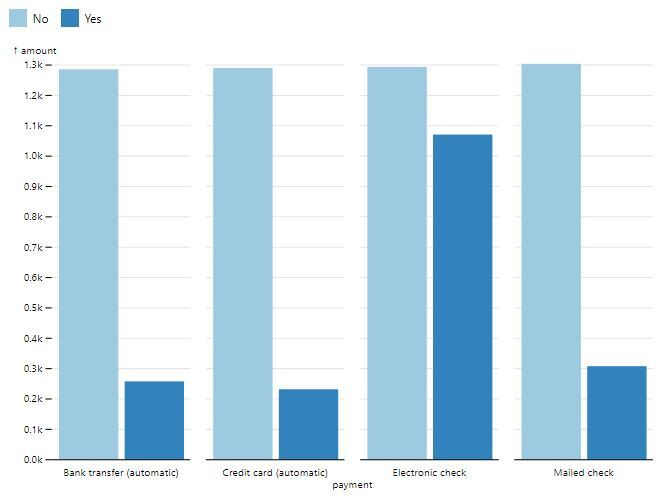 No Yes
↑ amount
1.3k
1.2k
1.1k
1.0k
0.9k
0.8k
0.7k
0.6k
0.5k
0.4k
0.3k
0.2k
0.1k
0.0k
Bank transfer (automatic) Credit card (automatic) Electronic check Mailed check
payment